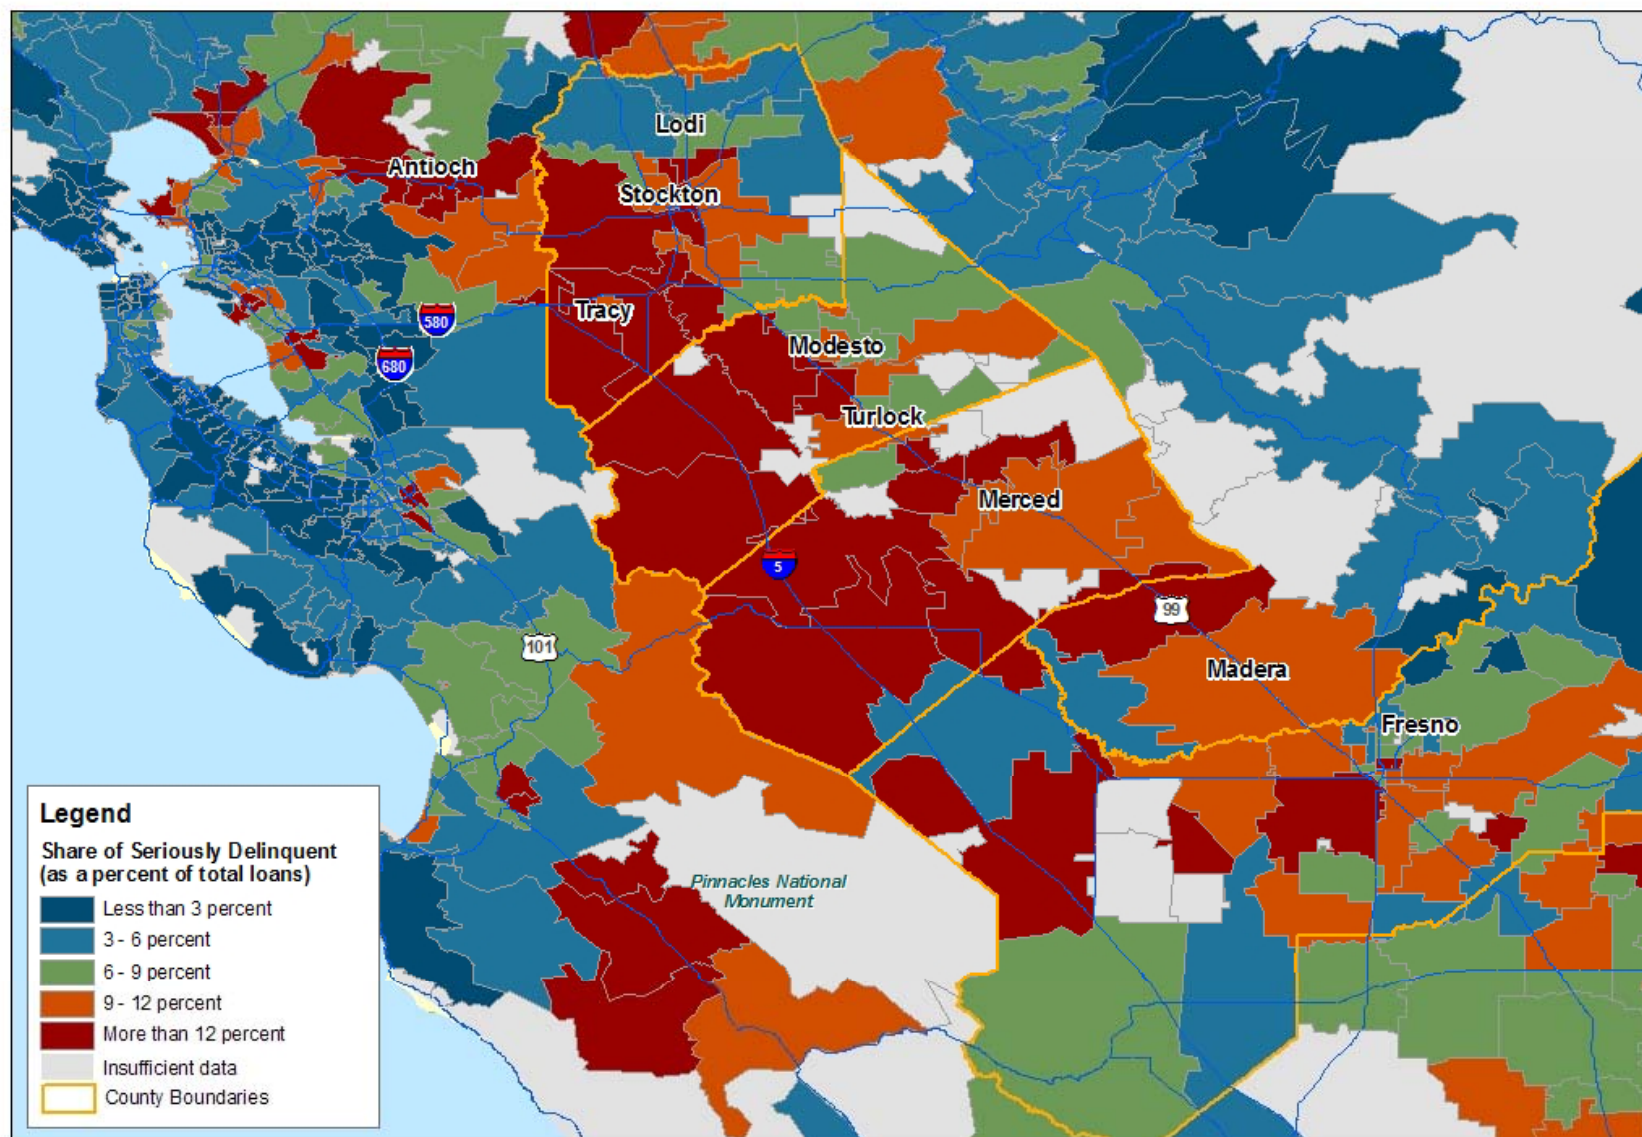 Lodi
Antioch
Stockton
Tracy
580
Modesto
680
Turlock
Merced
5
99
101
Madera
Fresno
Legend
Share of Seriously Delinquent
(as a percent of total loans)
Less than 3 percent
3 - 6 percent
6 - 9 percent
9 - 12 percent
More than 12 percent
Insufficient data
County Boundaries
Pinnacles National
Monument